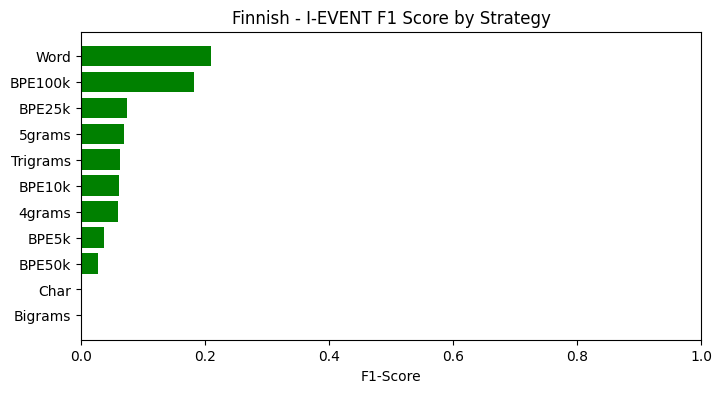 Finnish - I-EVENT F1 Score by Strategy
Word
BPE100k
BPE25k
5grams
Trigrams
BPE10k
4grams
BPE5k
BPE50k
Char
Bigrams
0.0 0.2 0.4 0.6 0.8 1.0
F1-Score